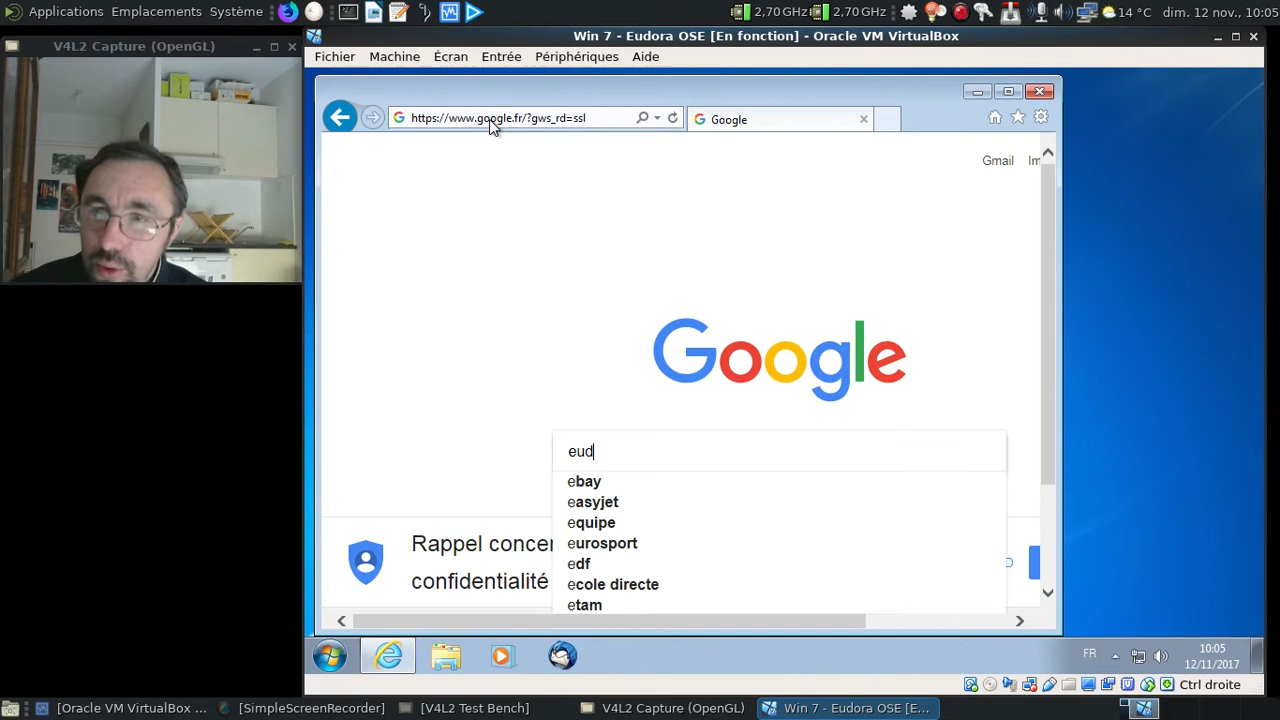 Applications Emplacements Système
2,70 GHz 2,70 GHz 14 °C dim. 12 nov., 10:05
V4L2 Capture (OpenGL)
Win 7 - Eudora OSE [En fonction] - Oracle VM VirtualBox
Fichier Machine Écran Entrée Périphériques Aide
https://www.google.fr/?gws_rd=ssl
Google
Gmail Im
Google
eud
ebay
easyjet
equipe
eurosport
edf
ecole directe
etam
Rappel concer
confidentialité
FR
10:05
12/11/2017
Ctrl droite
[Oracle VM VirtualBox ...
[SimpleScreenRecorder]
[V4L2 Test Bench]
V4L2 Capture (OpenGL)
Win 7 - Eudora OSE [E...